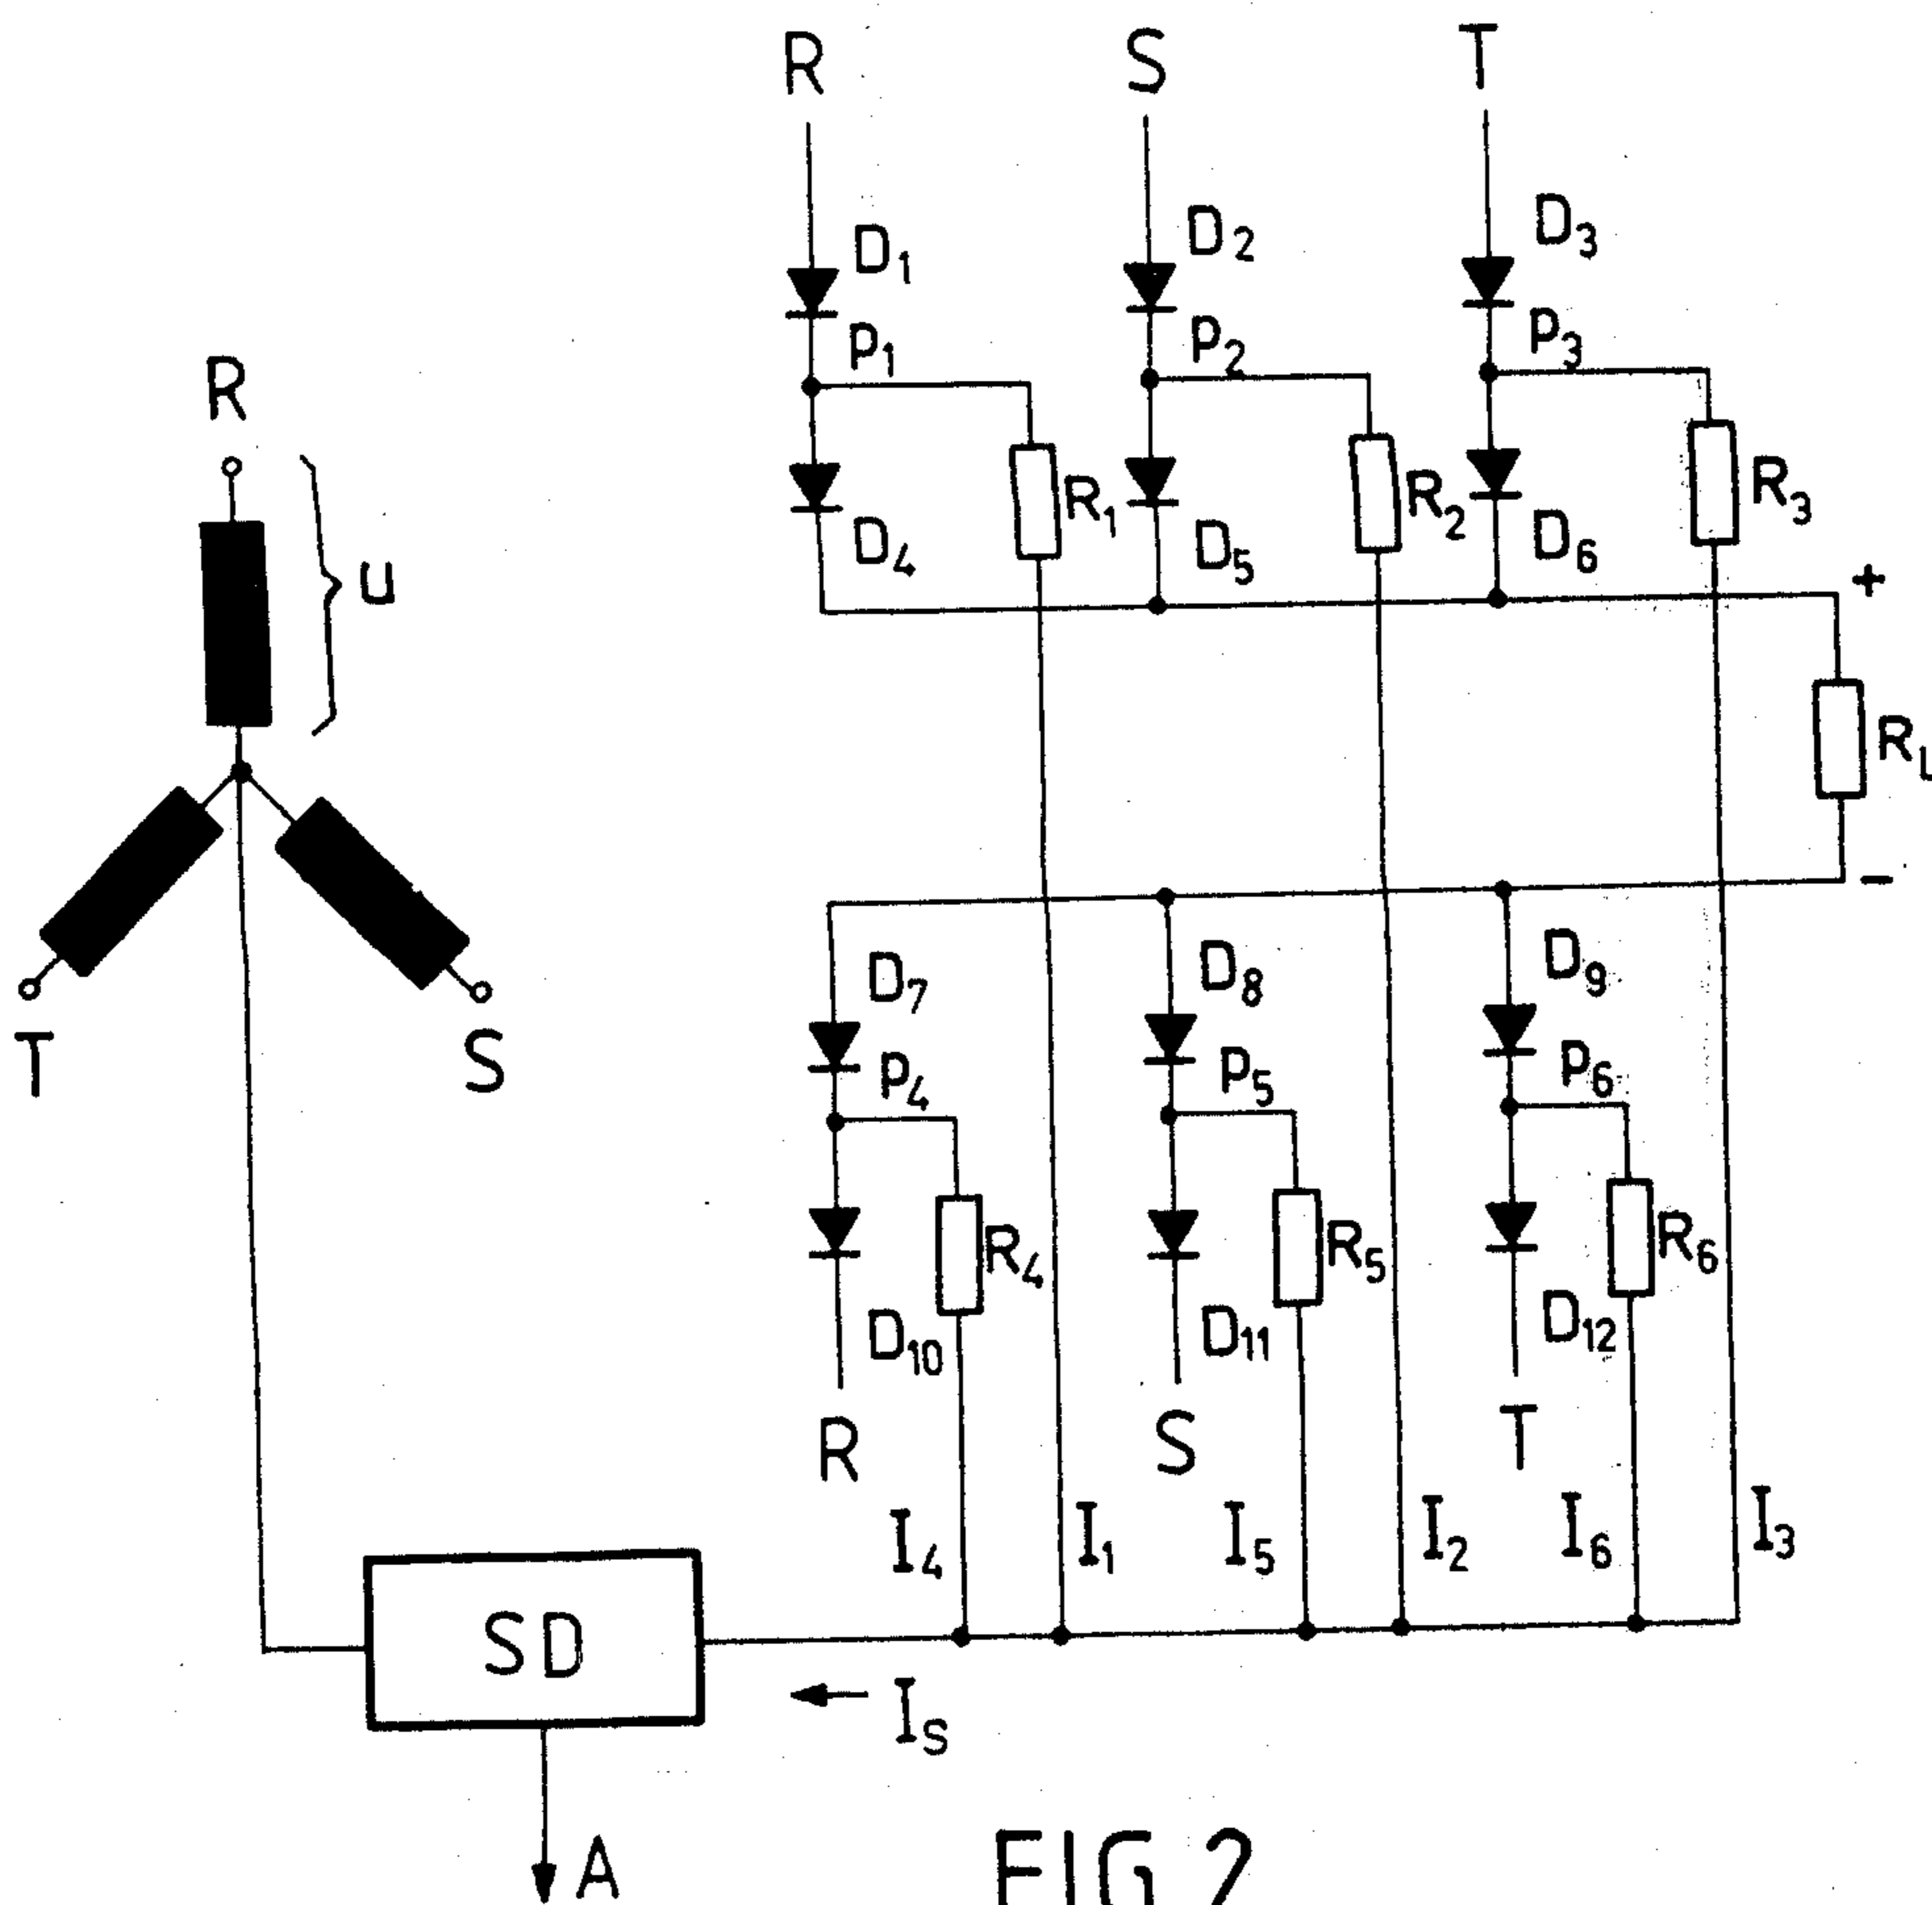 R S T
D1 D2 D3
P1 P2 P3
R
R1 R2 R3
D4 D5 D6
u
+
RL
-
D7 D8 D9
P4 P5 P6
T S
R4 R5 R6
D10 D11 D12
R S T
I4 I1 I5 I2 I6 I3
SD
IS
A
FIG. 2